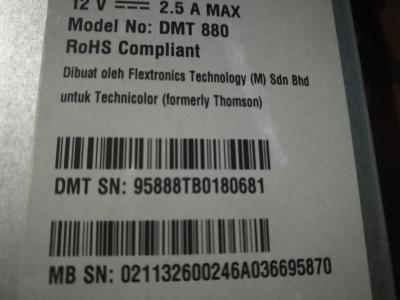 12 V ⎓ 2.5 A MAX
Model No: DMT 880
RoHS Compliant
Dibuat oleh Flextronics Technology (M) Sdn Bhd
untuk Technicolor (formerly Thomson)
DMT SN: 95888TB0180681
MB SN: 021132600246A036695870